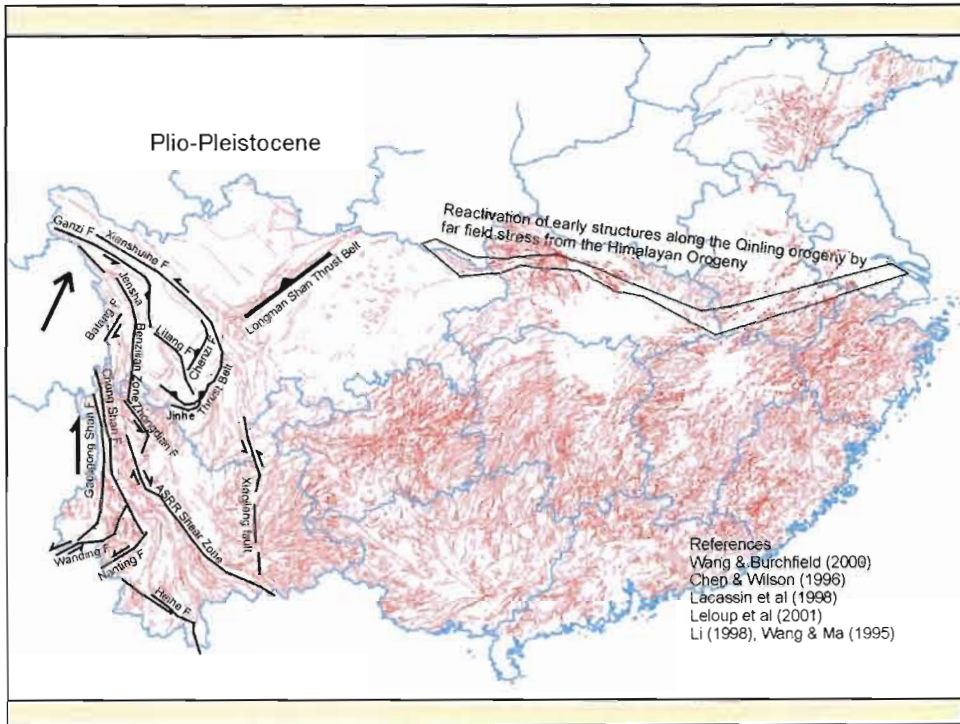 Plio-Pleistocene
Reactivation of early structures along the Qinling orogeny by
far field stress from the Himalayan Orogeny
Ganzi F
Xianshuihe F
Longman Shan Thrust Belt
Jensha
Benziwan Zone
Batang F
Litang F
Chenzi F
Jinhe
Thrust Belt
Zhongdian F
Chong Shan F
Gaoligong Shan F
ASRR Shear Zone
Xiaojiang fault
Wanding F
Nanting F
Heihe F
References
Wang & Burchfield (2000)
Chen & Wilson (1996)
Lacassin et al (1998)
Leloup et al (2001)
Li (1998), Wang & Ma (1995)